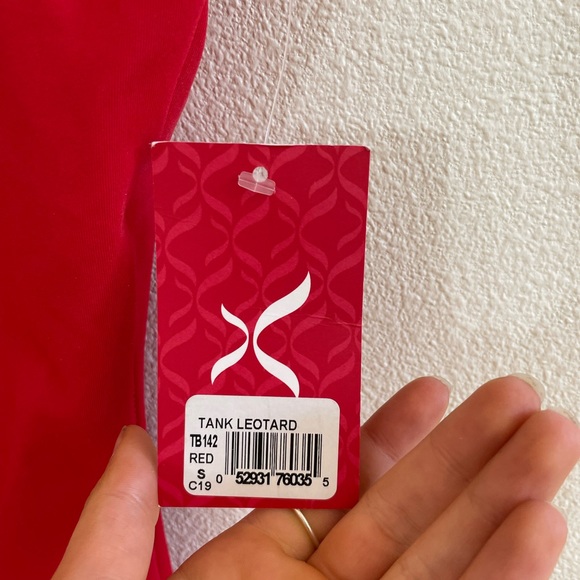 TANK LEOTARD
TB142
RED
S
C19
0 52931 76035 5